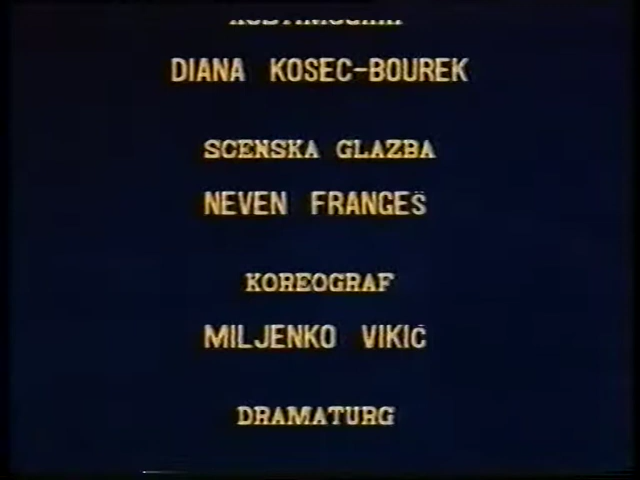 DIANA KOSEC-BOUREK
SCENSKA GLAZBA
NEVEN FRANGEŠ
KOREOGRAF
MILJENKO VIKIĆ
DRAMATURG